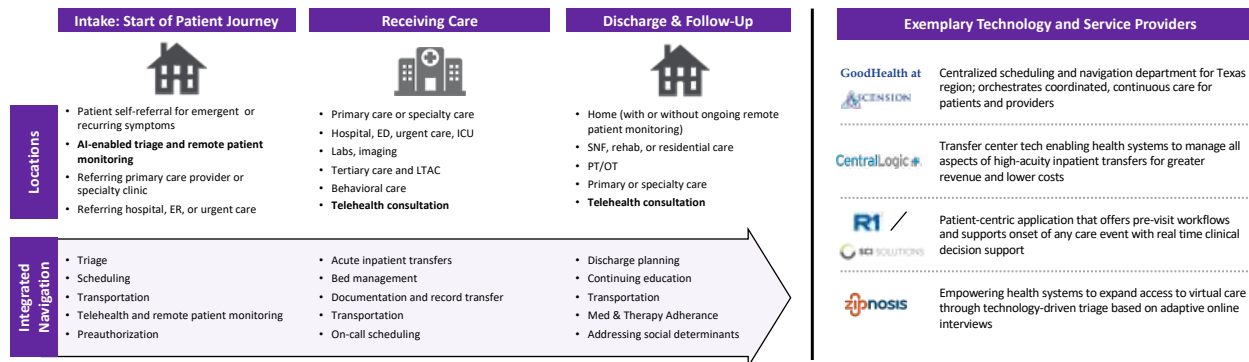 Intake: Start of Patient Journey
Receiving Care
Discharge & Follow-Up
Locations
• Patient self-referral for emergent or
recurring symptoms
• AI-enabled triage and remote patient
monitoring
• Referring primary care provider or
specialty clinic
• Referring hospital, ER, or urgent care
• Primary care or specialty care
• Hospital, ED, urgent care, ICU
• Labs, imaging
• Tertiary care and LTAC
• Behavioral care
• Telehealth consultation
• Home (with or without ongoing remote
patient monitoring)
• SNF, rehab, or residential care
• PT/OT
• Primary or specialty care
• Telehealth consultation
Integrated
Navigation
• Triage
• Scheduling
• Transportation
• Telehealth and remote patient monitoring
• Preauthorization
• Acute inpatient transfers
• Bed management
• Documentation and record transfer
• Transportation
• On-call scheduling
• Discharge planning
• Continuing education
• Transportation
• Med & Therapy Adherance
• Addressing social determinants
Exemplary Technology and Service Providers
GoodHealth at
ASCENSION
Centralized scheduling and navigation department for Texas
region; orchestrates coordinated, continuous care for
patients and providers
CentralLogic
Transfer center tech enabling health systems to manage all
aspects of high-acuity inpatient transfers for greater
revenue and lower costs
R1 /
SCI SOLUTIONS
Patient-centric application that offers pre-visit workflows
and supports onset of any care event with real time clinical
decision support
zipnosis
Empowering health systems to expand access to virtual care
through technology-driven triage based on adaptive online
interviews